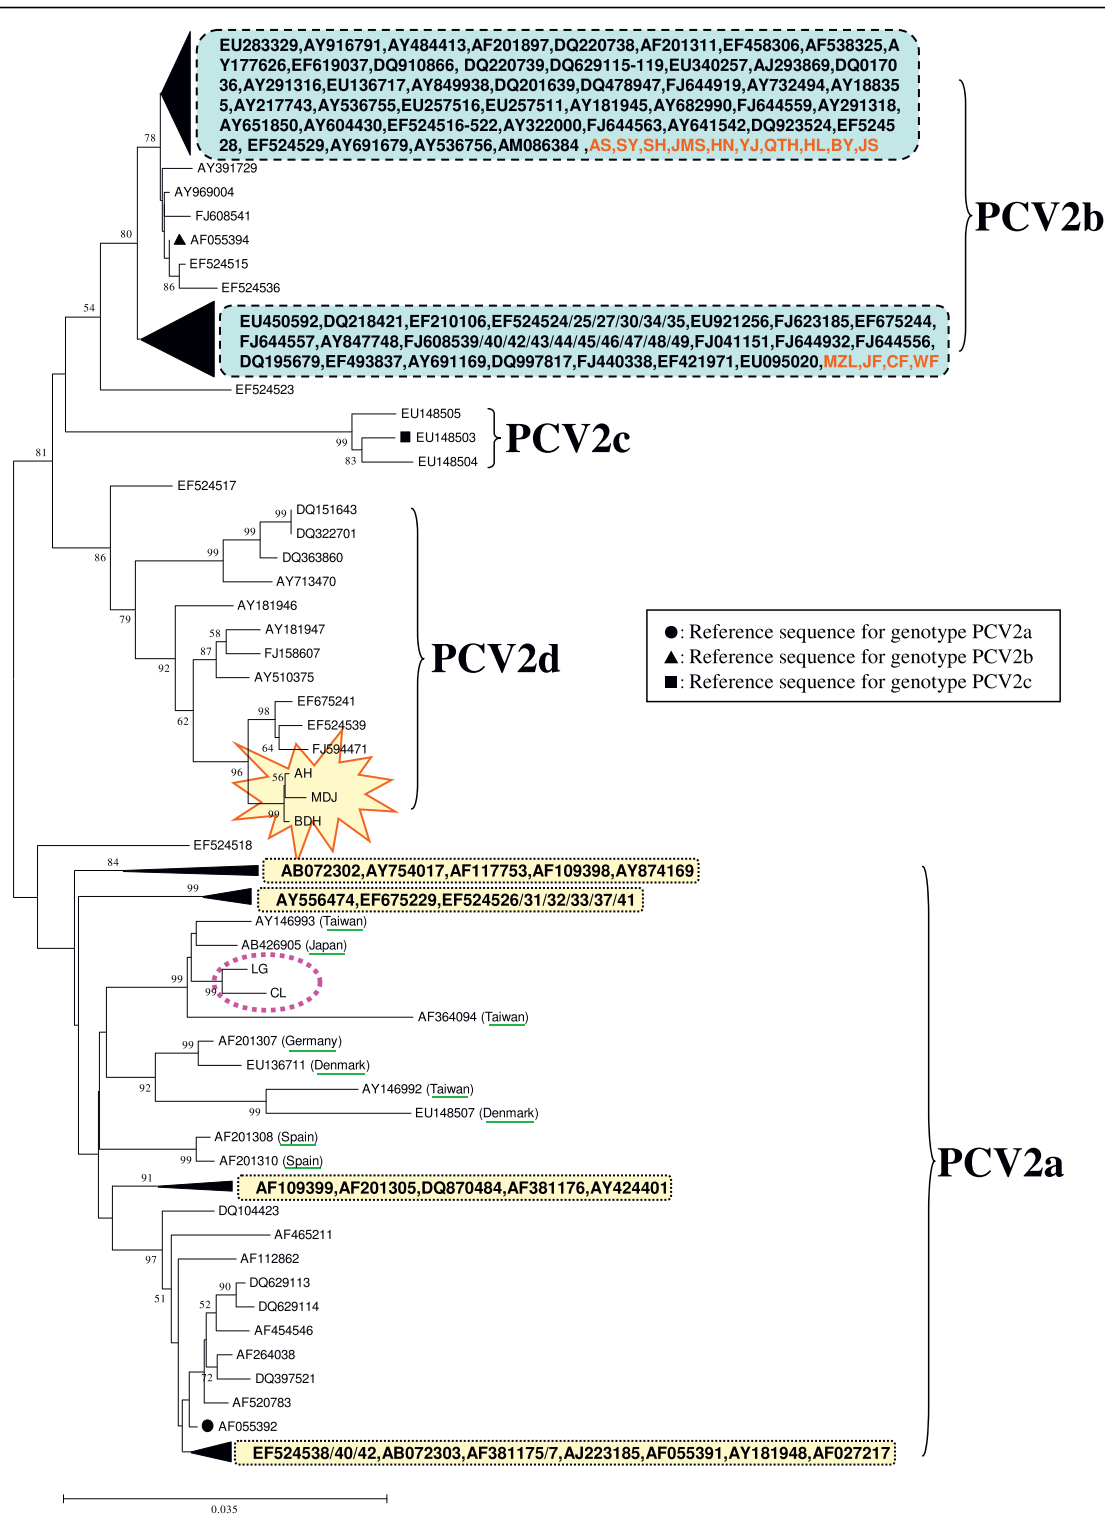 EU283329,AY916791,AY484413,AF201897,DQ220738,AF201311,EF458306,AF538325,A
Y177626,EF619037,DQ910866, DQ220739,DQ629115-119,EU340257,AJ293869,DQ0170
36,AY291316,EU136717,AY849938,DQ201639,DQ478947,FJ644919,AY732494,AY18835
5,AY217743,AY536755,EU257516,EU257511,AY181945,AY682990,FJ644559,AY291318,
AY651850,AY604430,EF524516-522,AY322000,FJ644563,AY641542,DQ923524,EF5245
28, EF524529,AY691679,AY536756,AM086384 ,AS,SY,SH,JMS,HN,YJ,QTH,HL,BY,JS
78
AY391729
AY969004
FJ608541
PCV2b
80
AF055394
EF524515
86
EF524536
54
EU450592,DQ218421,EF210106,EF524524/25/27/30/34/35,EU921256,FJ623185,EF675244,
FJ644557,AY847748,FJ608539/40/42/43/44/45/46/47/48/49,FJ041151,FJ644932,FJ644556,
DQ195679,EF493837,AY691169,DQ997817,FJ440338,EF421971,EU095020,MZL,JF,CF,WF
EF524523
EU148505
99
EU148503
PCV2c
81
83
EU148504
EF524517
99
DQ151643
99
DQ322701
86
99
DQ363860
AY713470
79
AY181946
58
AY181947
87
FJ158607
92
AY510375
PCV2d
●: Reference sequence for genotype PCV2a
▲: Reference sequence for genotype PCV2b
■: Reference sequence for genotype PCV2c
EF675241
98
62
EF524539
64
FJ594471
96
56
AH
MDJ
99
BDH
EF524518
84
AB072302,AY754017,AF117753,AF109398,AY874169
99
AY556474,EF675229,EF524526/31/32/33/37/41
AY146993 (Taiwan)
AB426905 (Japan)
LG
99
99
CL
AF364094 (Taiwan)
AF201307 (Germany)
99
EU136711 (Denmark)
92
AY146992 (Taiwan)
99
EU148507 (Denmark)
AF201308 (Spain)
99
AF201310 (Spain)
PCV2a
91
AF109399,AF201305,DQ870484,AF381176,AY424401
DQ104423
AF465211
97
AF112862
DQ629113
90
51
52
DQ629114
AF454546
AF264038
72
DQ397521
AF520783
AF055392
EF524538/40/42,AB072303,AF381175/7,AJ223185,AF055391,AY181948,AF027217
0.035